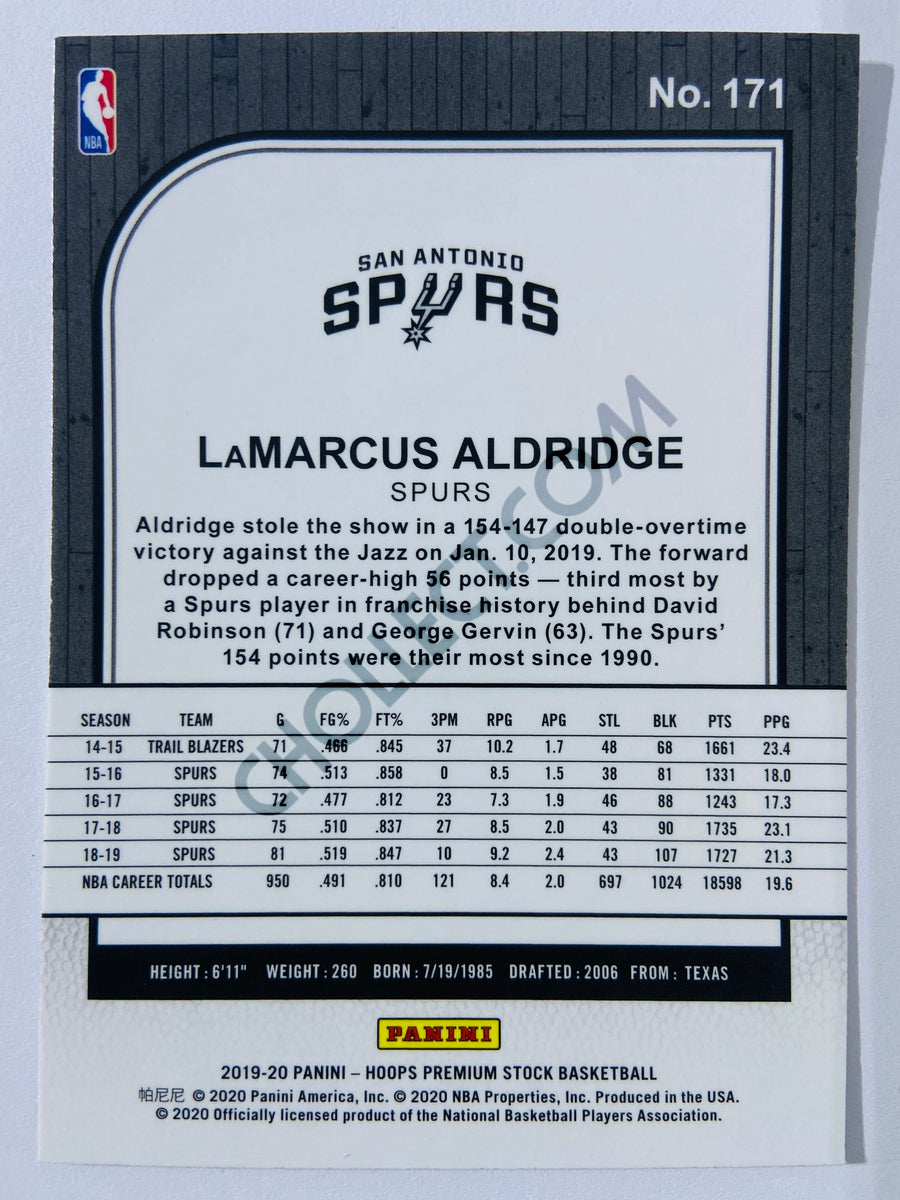 NBA
No. 171
SAN ANTONIO
SPURS
LaMARCUS ALDRIDGE
SPURS
Aldridge stole the show in a 154-147 double-overtime
victory against the Jazz on Jan. 10, 2019. The forward
dropped a career-high 56 points — third most by
a Spurs player in franchise history behind David
Robinson (71) and George Gervin (63). The Spurs'
154 points were their most since 1990.
CHOLLECT.COM
SEASON TEAM G FG% FT% 3PM RPG APG STL BLK PTS PPG
14-15 TRAIL BLAZERS 71 .466 .845 37 10.2 1.7 48 68 1661 23.4
15-16 SPURS 74 .513 .858 0 8.5 1.5 38 81 1331 18.0
16-17 SPURS 72 .477 .812 23 7.3 1.9 46 88 1243 17.3
17-18 SPURS 75 .510 .837 27 8.5 2.0 43 90 1735 23.1
18-19 SPURS 81 .519 .847 10 9.2 2.4 43 107 1727 21.3
NBA CAREER TOTALS 950 .491 .810 121 8.4 2.0 697 1024 18598 19.6
HEIGHT: 6'11" WEIGHT: 260 BORN: 7/19/1985 DRAFTED: 2006 FROM: TEXAS
PANINI
2019-20 PANINI – HOOPS PREMIUM STOCK BASKETBALL
帕尼尼 © 2020 Panini America, Inc. © 2020 NBA Properties, Inc. Produced in the USA.
© 2020 Officially licensed product of the National Basketball Players Association.